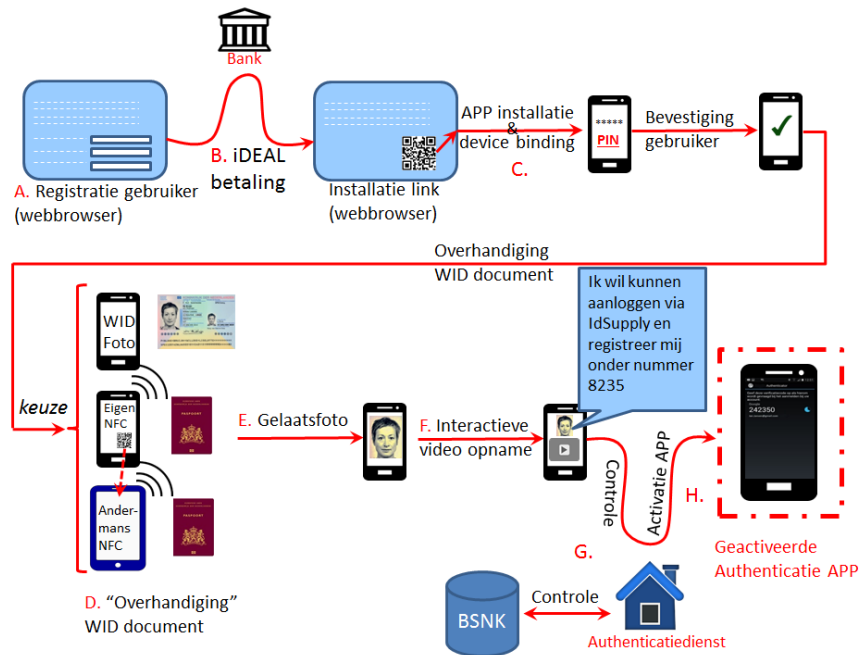 Bank
B. iDEAL
betaling
A. Registratie gebruiker
(webbrowser)
Installatie link
(webbrowser)
APP installatie
&
device binding
C.
*****
PIN
Bevestiging
gebruiker
Overhandiging
WID document
keuze
WID
Foto
Eigen
NFC
PASPOORT
Ander-
mans
NFC
PASPOORT
D. “Overhandiging”
WID document
E. Gelaatsfoto
F. Interactieve
video opname
Ik wil kunnen
aanloggen via
IdSupply en
registreer mij
onder nummer
8235
Controle
G.
Activatie APP
H.
242350
Geactiveerde
Authenticatie APP
BSNK
Controle
Authenticatiedienst